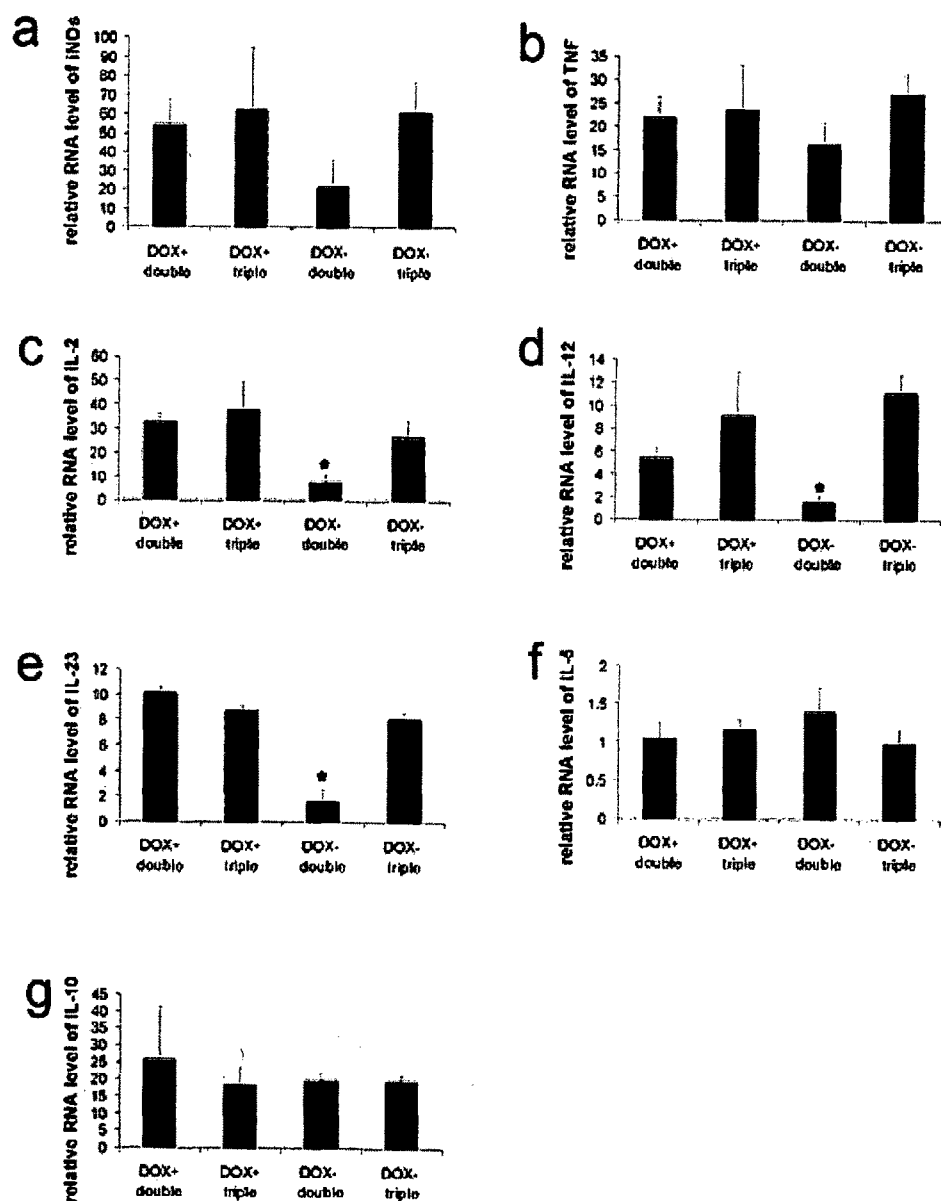 a
relative RNA level of iNOs
100
90
80
70
60
50
40
30
20
10
0
DOX+ DOX+ DOX- DOX-
double triple double triple
b
relative RNA level of TNF
35
30
25
20
15
10
5
0
DOX+ DOX+ DOX- DOX-
double triple double triple
c
relative RNA level of IL-2
60
50
40
30
20
10
0
*
DOX+ DOX+ DOX- DOX-
double triple double triple
d
relative RNA level of IL-12
14
12
10
8
6
4
2
0
*
DOX+ DOX+ DOX- DOX-
double triple double triple
e
relative RNA level of IL-23
12
10
8
6
4
2
0
*
DOX+ DOX+ DOX- DOX-
double triple double triple
f
relative RNA level of IL-5
2
1.5
1
0.5
0
DOX+ DOX+ DOX- DOX-
double triple double triple
g
relative RNA level of IL-10
45
40
35
30
25
20
15
10
5
0
DOX+ DOX+ DOX- DOX-
double triple double triple